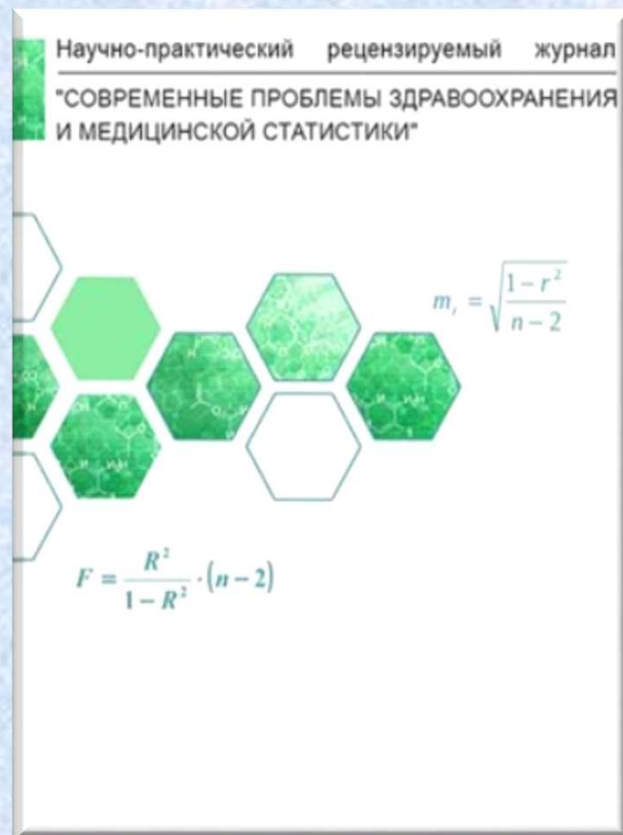 Научно-практический рецензируемый журнал
"СОВРЕМЕННЫЕ ПРОБЛЕМЫ ЗДРАВООХРАНЕНИЯ
И МЕДИЦИНСКОЙ СТАТИСТИКИ"
m_r = √((1 − r²)/(n − 2))
F = R²/(1 − R²) · (n − 2)